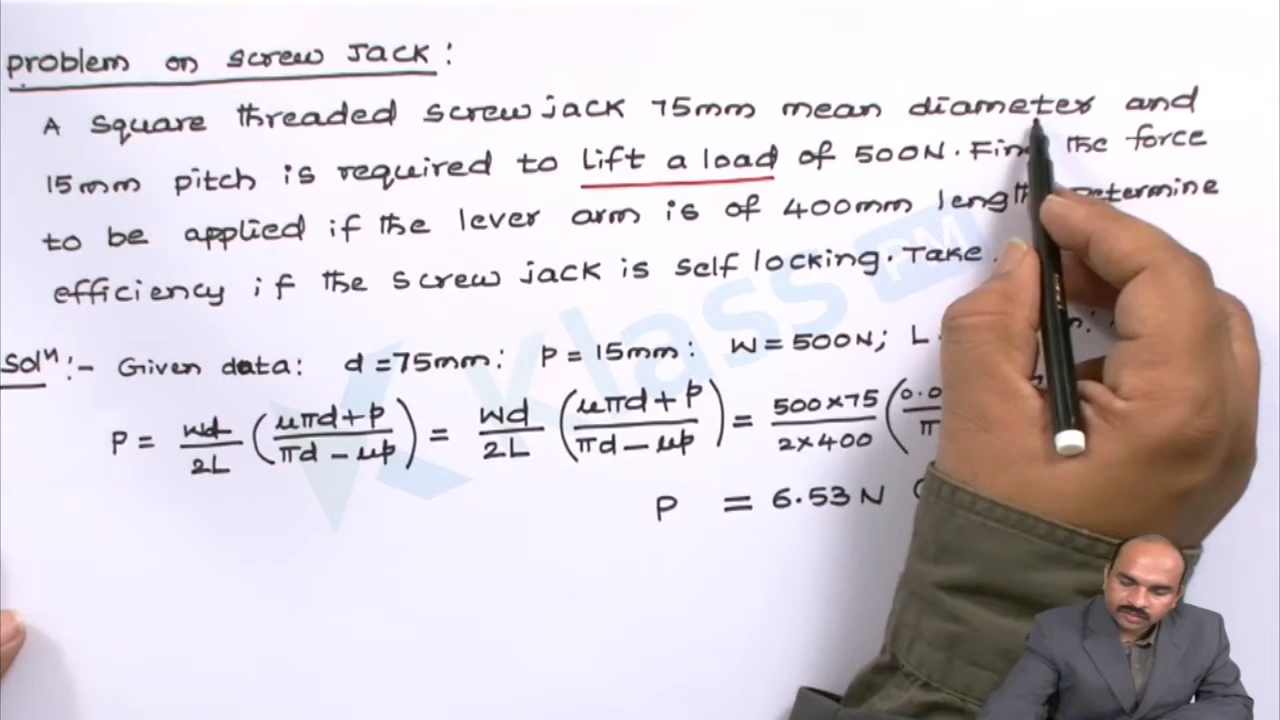 problem on screw Jack:
A square threaded screw jack 75mm mean diameter and
15mm pitch is required to lift a load of 500N. Find the force
to be applied if the lever arm is of 400mm length
efficiency if the screw jack is self locking. Take
Solⁿ:- Given data: d = 75mm: p = 15mm: W = 500N; L
P = Wd/2L (μπd + p / πd - μp) = Wd/2L (μπd + p / πd - μp) = 500 × 75 / 2 × 400
P = 6.53N
Klass PM